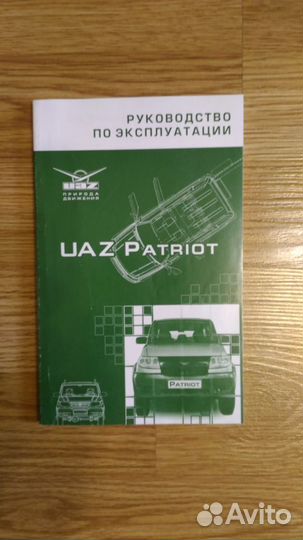 РУКОВОДСТВО
ПО ЭКСПЛУАТАЦИИ
UAZ
ПРИРОДА
ДВИЖЕНИЯ
UAZ PATRIOT
PATRIOT
Avito